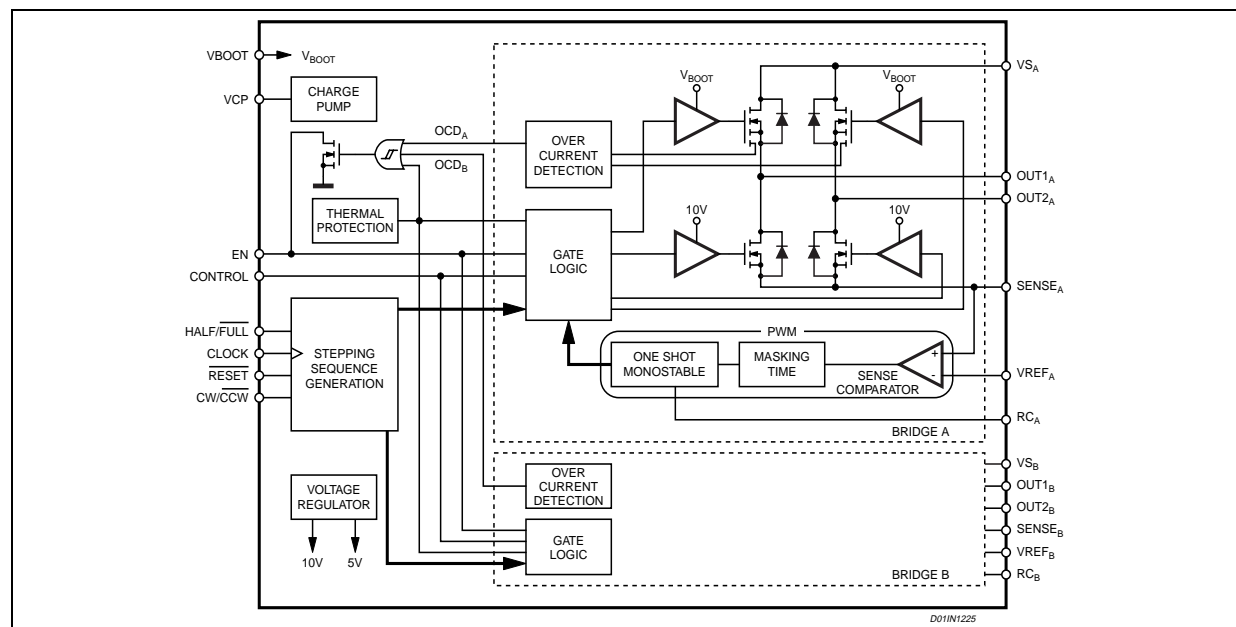 VBOOT
V_BOOT
VCP
CHARGE
PUMP
OCD_A
OCD_B
THERMAL
PROTECTION
EN
CONTROL
HALF/FULL
CLOCK
RESET
CW/CCW
STEPPING
SEQUENCE
GENERATION
VOLTAGE
REGULATOR
10V
5V
OVER
CURRENT
DETECTION
GATE
LOGIC
V_BOOT
V_BOOT
10V
10V
PWM
ONE SHOT
MONOSTABLE
MASKING
TIME
+
-
SENSE
COMPARATOR
BRIDGE A
VS_A
OUT1_A
OUT2_A
SENSE_A
VREF_A
RC_A
OVER
CURRENT
DETECTION
GATE
LOGIC
BRIDGE B
VS_B
OUT1_B
OUT2_B
SENSE_B
VREF_B
RC_B
D01IN1225